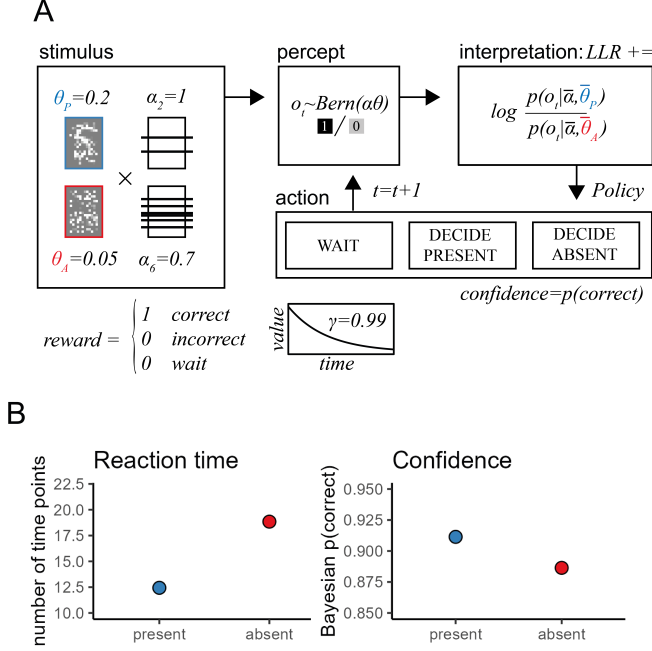 A
stimulus
percept
interpretation: LLR +=
θP=0.2
α2=1
ot~Bern(αθ)
1 / 0
log p(ot|α̅,θ̅P)
p(ot|α̅,θ̅A)
×
θA=0.05
α6=0.7
t=t+1
Policy
action
WAIT
DECIDE
PRESENT
DECIDE
ABSENT
confidence=p(correct)
reward = { 1 correct
0 incorrect
0 wait
value
γ=0.99
time
B
Reaction time
number of time points
22.5
20.0
17.5
15.0
12.5
10.0
present
absent
Confidence
Bayesian p(correct)
0.950
0.925
0.900
0.875
0.850
present
absent